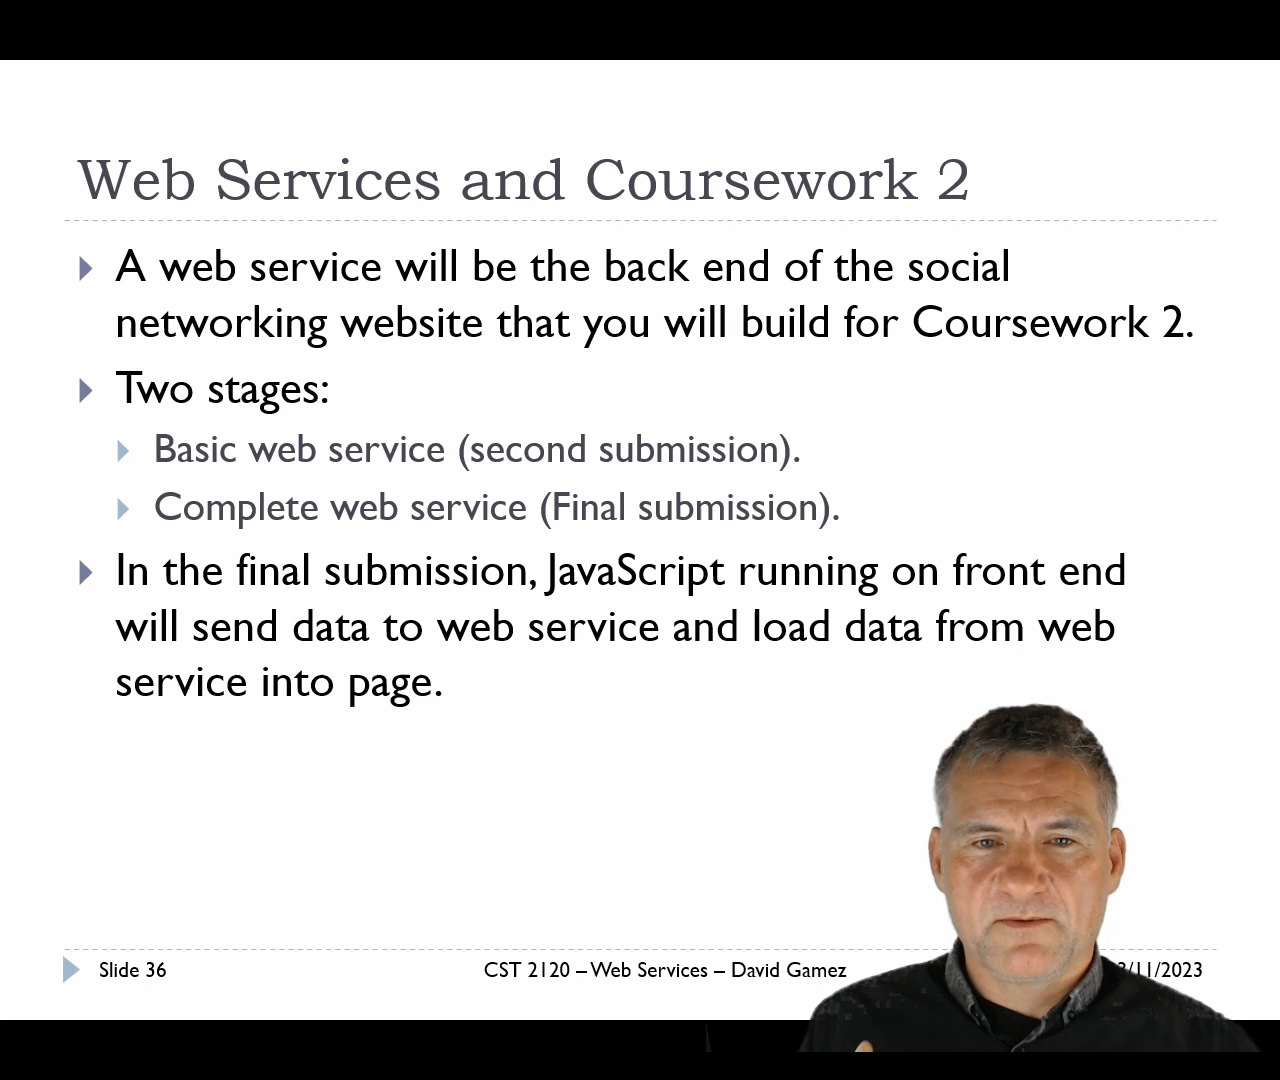 Web Services and Coursework 2
A web service will be the back end of the social
networking website that you will build for Coursework 2.
Two stages:
Basic web service (second submission).
Complete web service (Final submission).
In the final submission, JavaScript running on front end
will send data to web service and load data from web
service into page.
Slide 36
CST 2120 – Web Services – David Gamez
3/11/2023